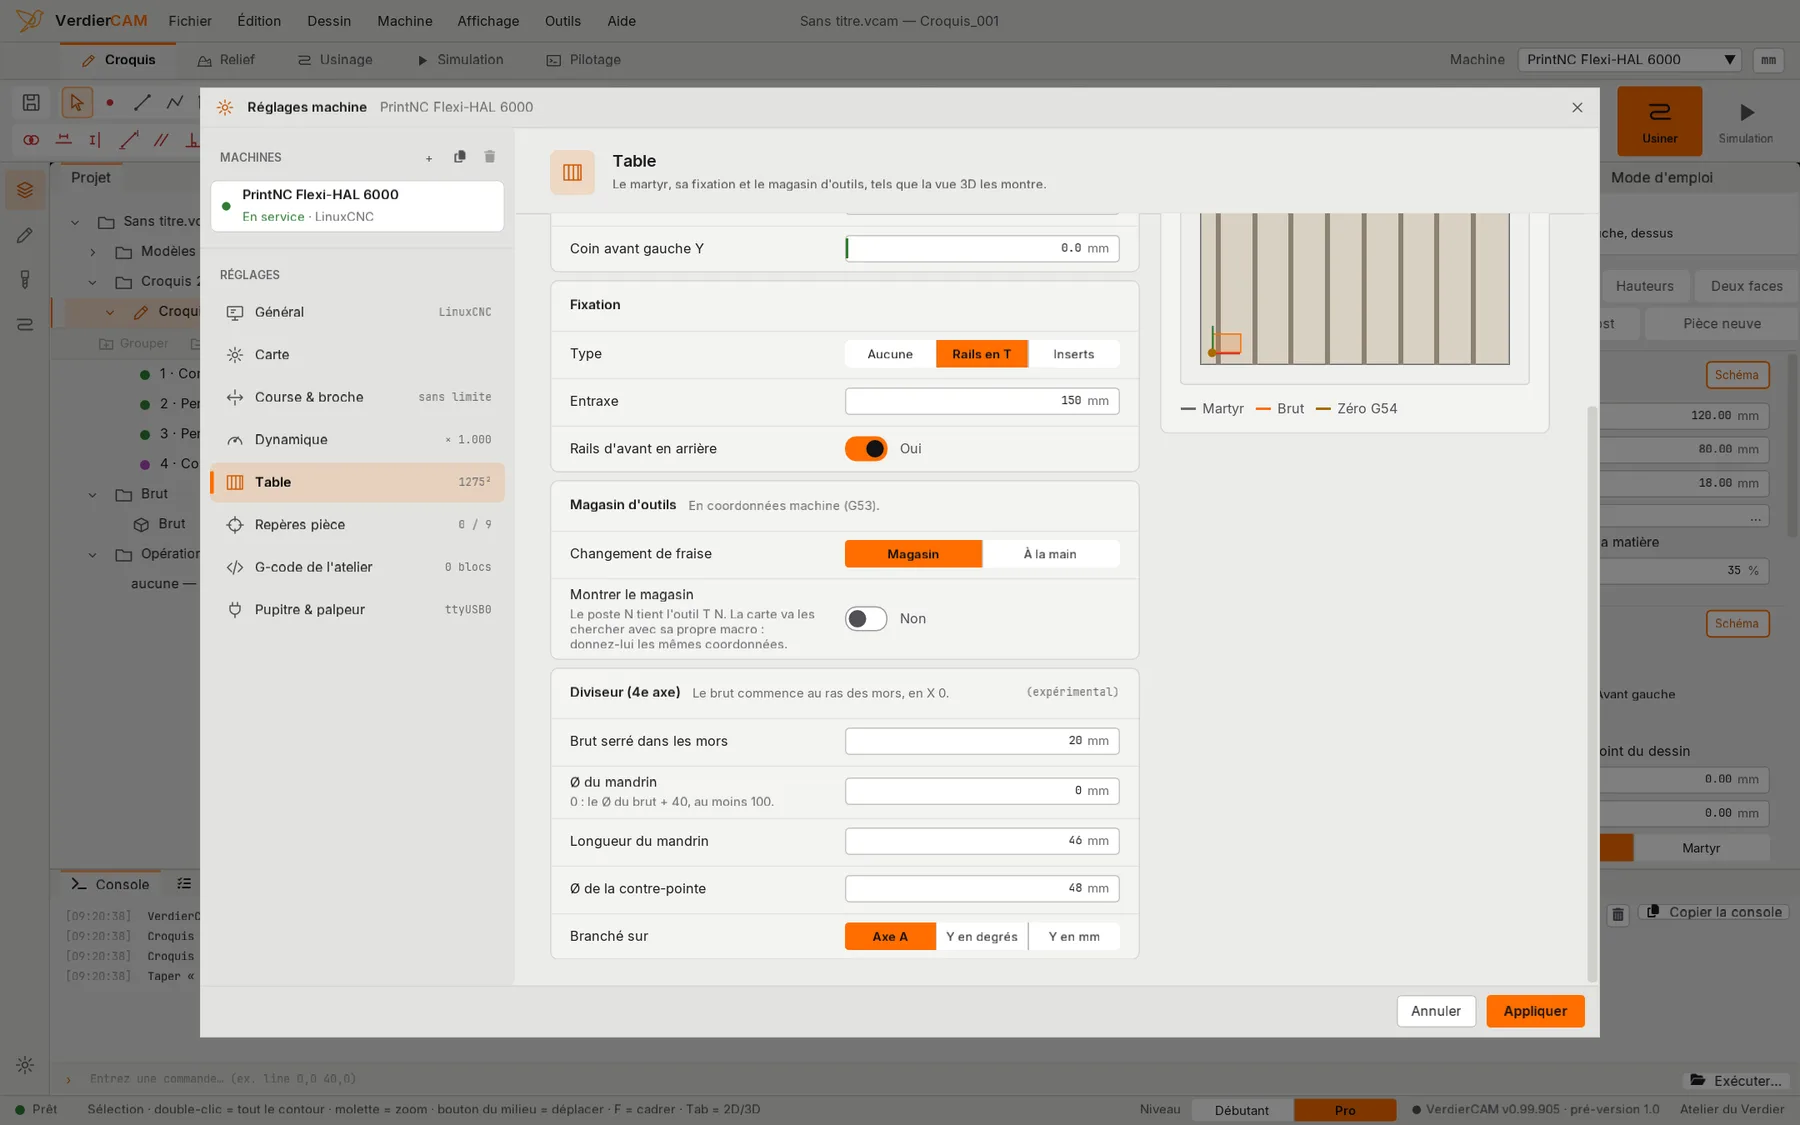 VerdierCAM Fichier Édition Dessin Machine Affichage Outils Aide Sans titre.vcam — Croquis_001
Croquis Relief Usinage Simulation Pilotage Machine PrintNC Flexi-HAL 6000 mm
Réglages machine PrintNC Flexi-HAL 6000
Usiner Simulation
MACHINES
PrintNC Flexi-HAL 6000
En service · LinuxCNC
RÉGLAGES
Général LinuxCNC
Carte
Course & broche sans limite
Dynamique × 1.000
Table 1275²
Repères pièce 0 / 9
G-code de l'atelier 0 blocs
Pupitre & palpeur ttyUSB0
Table
Le martyr, sa fixation et le magasin d'outils, tels que la vue 3D les montre.
Coin avant gauche Y 0.0 mm
Fixation
Type Aucune Rails en T Inserts
Entraxe 150 mm
Rails d'avant en arrière Oui
Magasin d'outils En coordonnées machine (G53).
Changement de fraise Magasin À la main
Montrer le magasin Non
Le poste N tient l'outil T N. La carte va les
chercher avec sa propre macro :
donnez-lui les mêmes coordonnées.
Diviseur (4e axe) Le brut commence au ras des mors, en X 0. (expérimental)
Brut serré dans les mors 20 mm
Ø du mandrin 0 mm
0 : le Ø du brut + 40, au moins 100.
Longueur du mandrin 46 mm
Ø de la contre-pointe 48 mm
Branché sur Axe A Y en degrés Y en mm
Martyr Brut Zéro G54
Annuler Appliquer
Projet
Sans titre.vc
Modèles
Croquis 2
Croqui
Grouper
1 · Con
2 · Per
3 · Per
4 · Co
Brut
Brut
Opération
aucune —
Mode d'emploi
che, dessus
Hauteurs Deux faces
st Pièce neuve
Schéma
120.00 mm
80.00 mm
18.00 mm
...
a matière
35 %
Schéma
Avant gauche
oint du dessin
0.00 mm
0.00 mm
Martyr
Console
Copier la console
[09:20:38] VerdierC
[09:20:38] Croquis
[09:20:38] Croquis
[09:20:38] Taper «
› Entrez une commande… (ex. line 0,0 40,0) Exécuter…
Prêt Sélection · double-clic = tout le contour · molette = zoom · bouton du milieu = déplacer · F = cadrer · Tab = 2D/3D Niveau Débutant Pro VerdierCAM v0.99.905 · pré-version 1.0 Atelier du Verdier